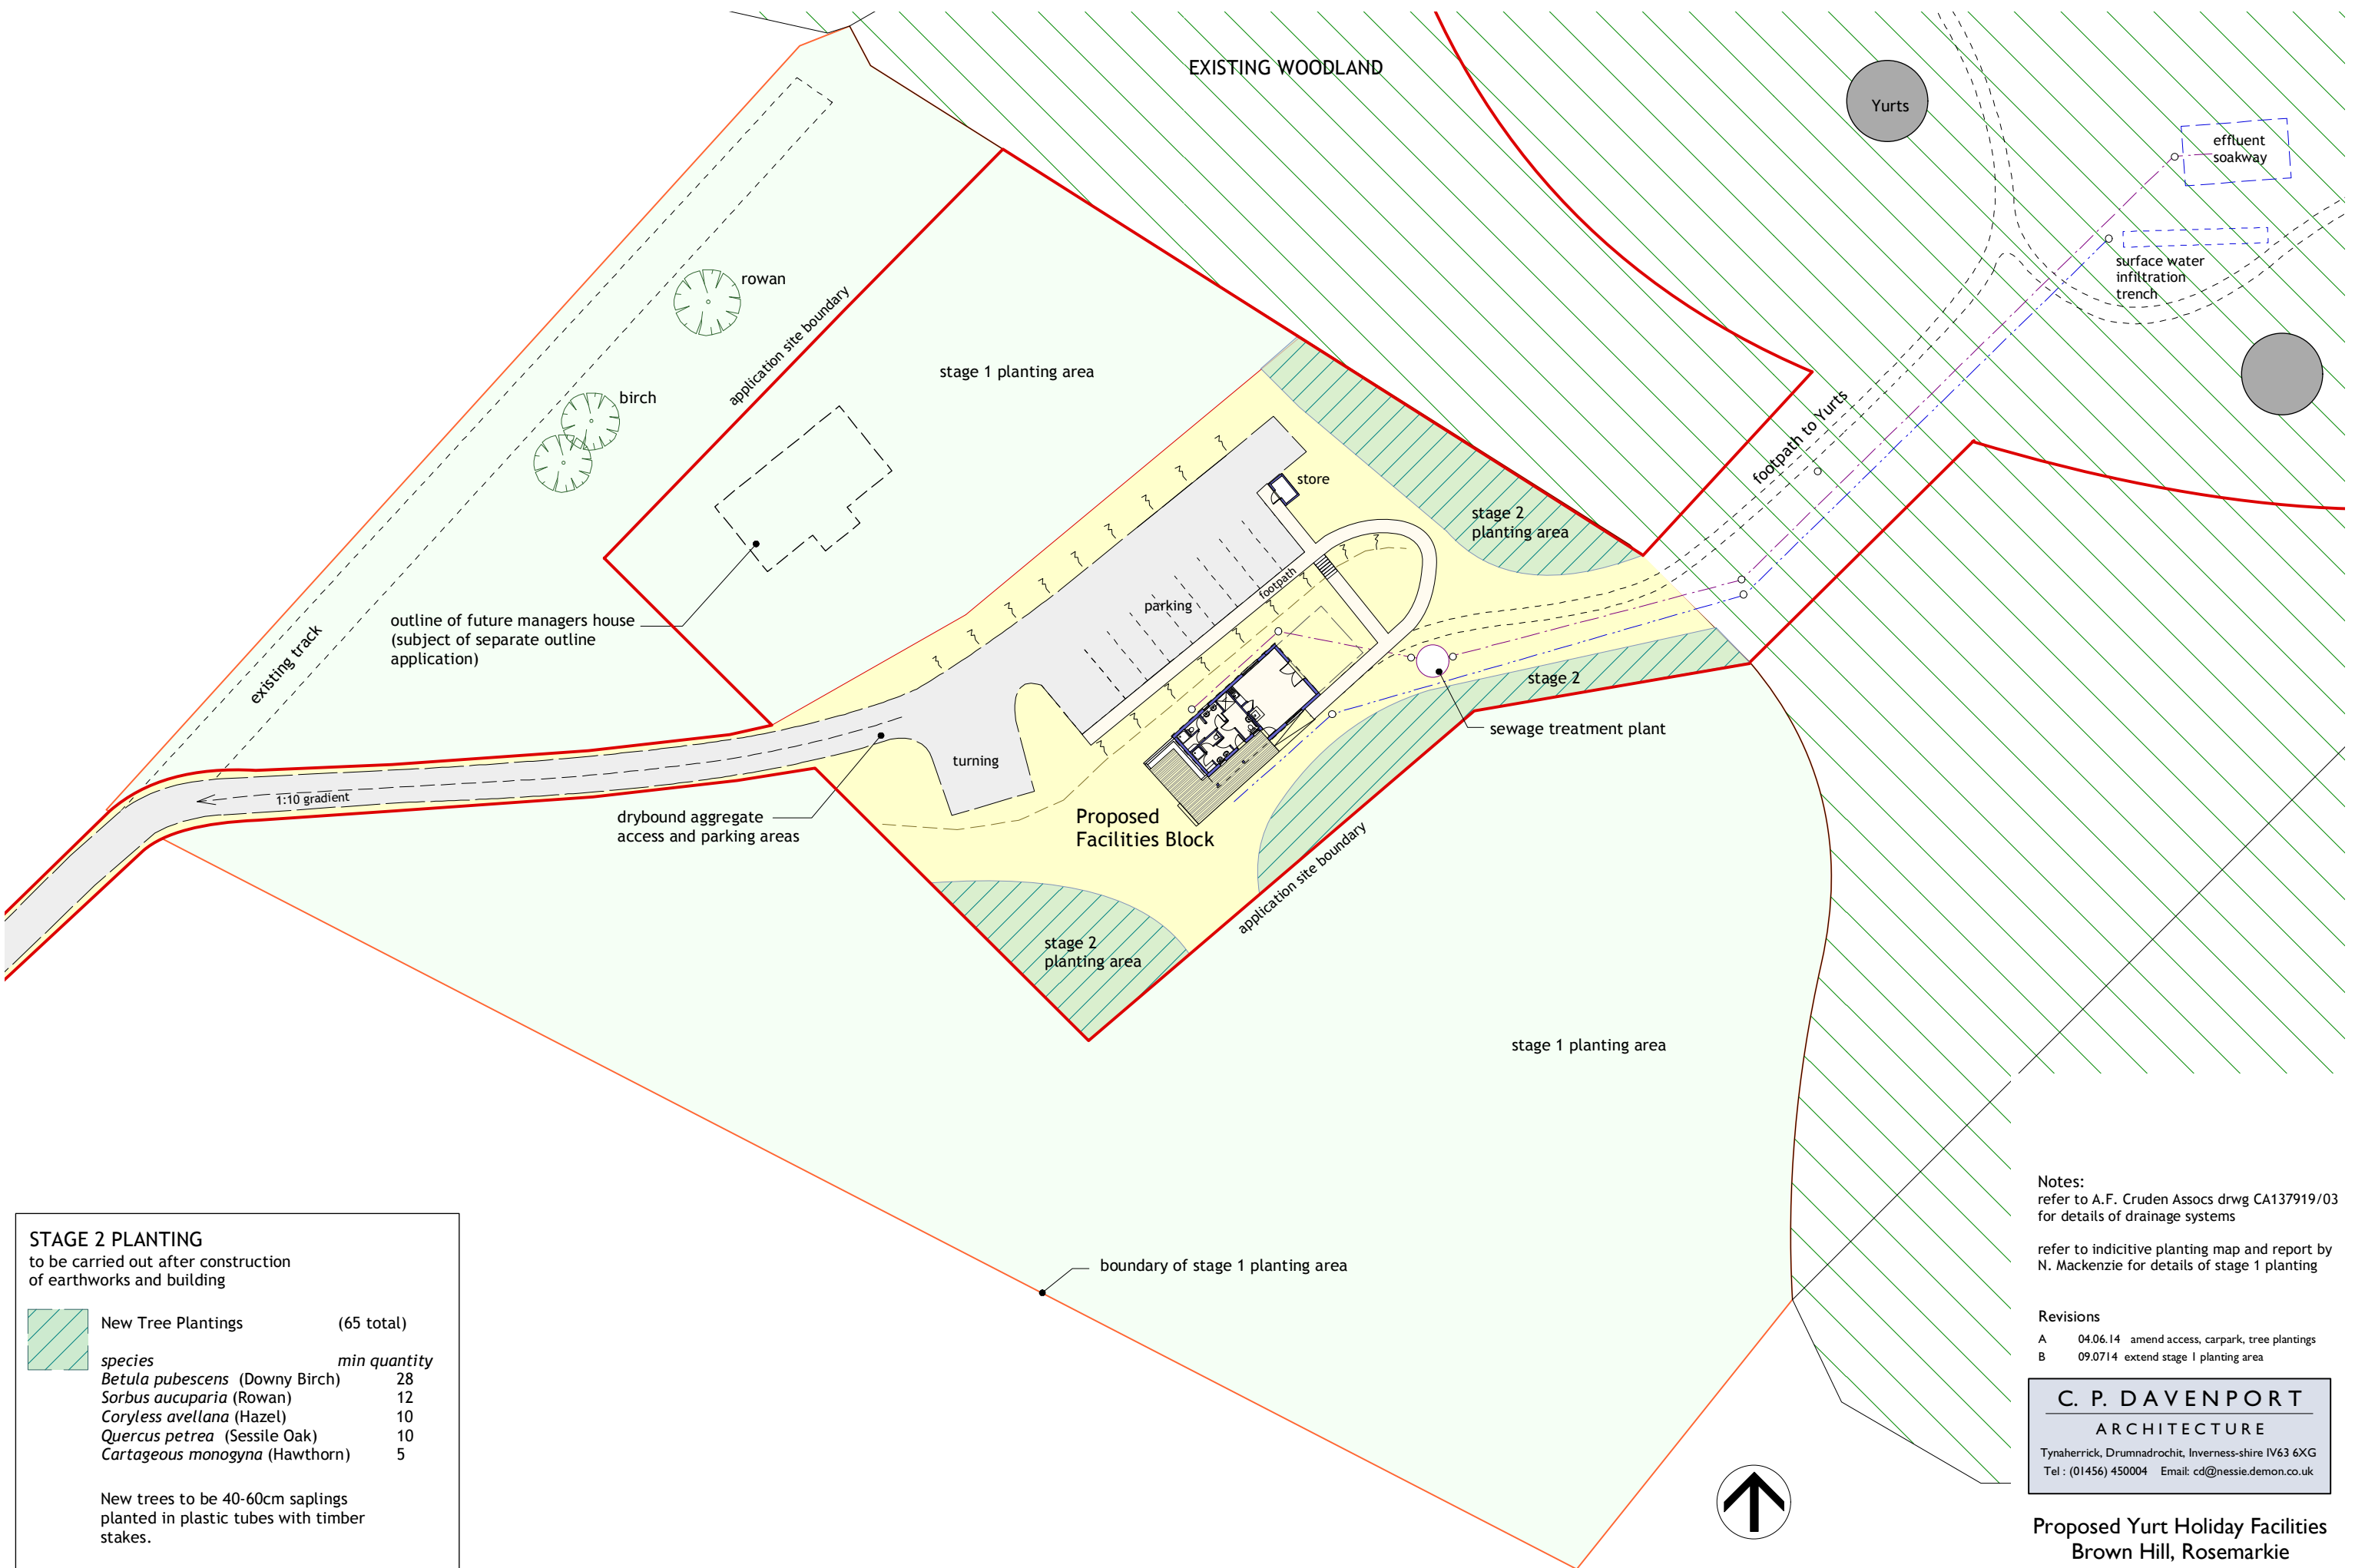 EXISTING WOODLAND
Yurts
effluent
soakway
surface water
infiltration
trench
rowan
birch
application site boundary
stage 1 planting area
footpath to Yurts
store
stage 2
planting area
footpath
parking
outline of future managers house
(subject of separate outline
application)
existing track
stage 2
sewage treatment plant
turning
1:10 gradient
drybound aggregate
access and parking areas
Proposed
Facilities Block
application site boundary
stage 2
planting area
stage 1 planting area
boundary of stage 1 planting area
STAGE 2 PLANTING
to be carried out after construction
of earthworks and building
New Tree Plantings (65 total)
species min quantity
Betula pubescens (Downy Birch) 28
Sorbus aucuparia (Rowan) 12
Coryless avellana (Hazel) 10
Quercus petrea (Sessile Oak) 10
Cartageous monogyna (Hawthorn) 5
New trees to be 40-60cm saplings
planted in plastic tubes with timber
stakes.
Notes:
refer to A.F. Cruden Assocs drwg CA137919/03
for details of drainage systems
refer to indicitive planting map and report by
N. Mackenzie for details of stage 1 planting
Revisions
A 04.06.14 amend access, carpark, tree plantings
B 09.0714 extend stage 1 planting area
C. P. DAVENPORT
ARCHITECTURE
Tynaherrick, Drumnadrochit, Inverness-shire IV63 6XG
Tel : (01456) 450004 Email: cd@nessie.demon.co.uk
Proposed Yurt Holiday Facilities
Brown Hill, Rosemarkie